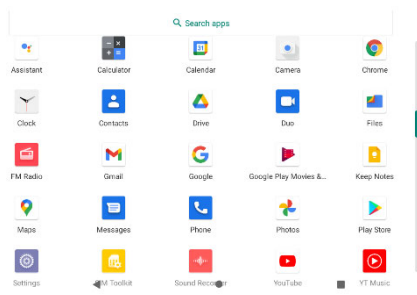 Search apps
Assistant
Calculator
Calendar
Camera
Chrome
31
Clock
Contacts
Drive
Duo
Files
FM Radio
Gmail
Google
Google Play Movies &...
Keep Notes
Maps
Messages
Phone
Photos
Play Store
Settings
SIM Toolkit
Sound Recorder
YouTube
YT Music